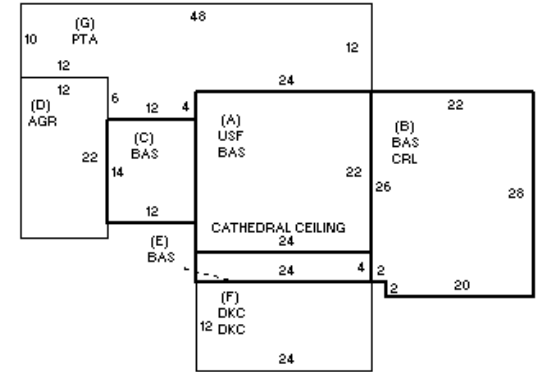 48
(G)
PTA
10
12
12
24
12
(D)
AGR
6
12
4
(A)
USF
BAS
22
(B)
BAS
CRL
(C)
BAS
22
14
22
26
28
12
CATHEDRAL CEILING
24
(E)
BAS
24
4
2
2
20
(F)
DKC
DKC
12
24